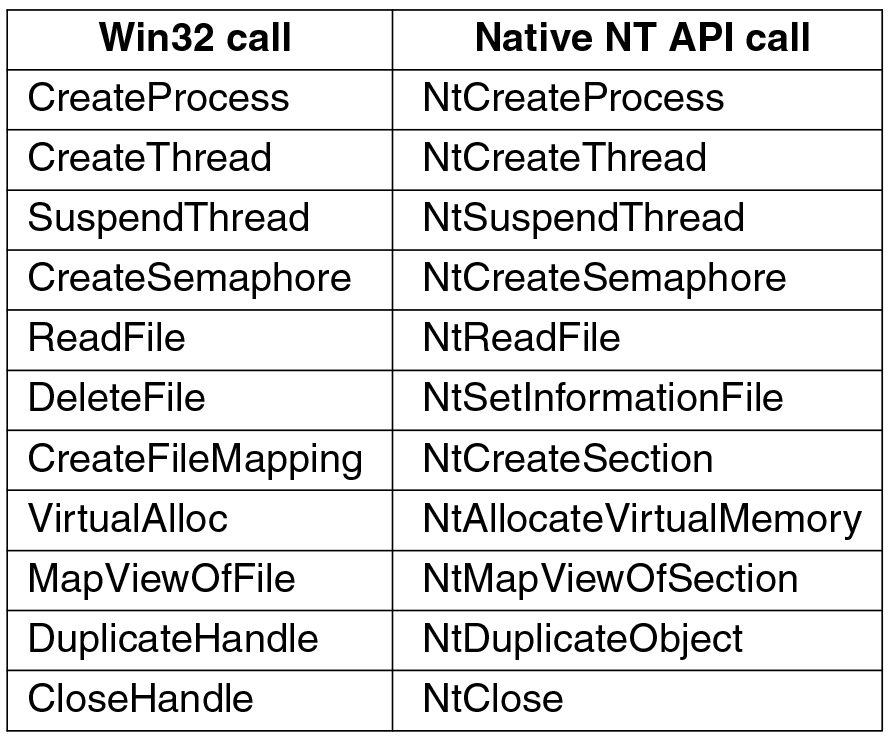 Win32 call Native NT API call
CreateProcess NtCreateProcess
CreateThread NtCreateThread
SuspendThread NtSuspendThread
CreateSemaphore NtCreateSemaphore
ReadFile NtReadFile
DeleteFile NtSetInformationFile
CreateFileMapping NtCreateSection
VirtualAlloc NtAllocateVirtualMemory
MapViewOfFile NtMapViewOfSection
DuplicateHandle NtDuplicateObject
CloseHandle NtClose